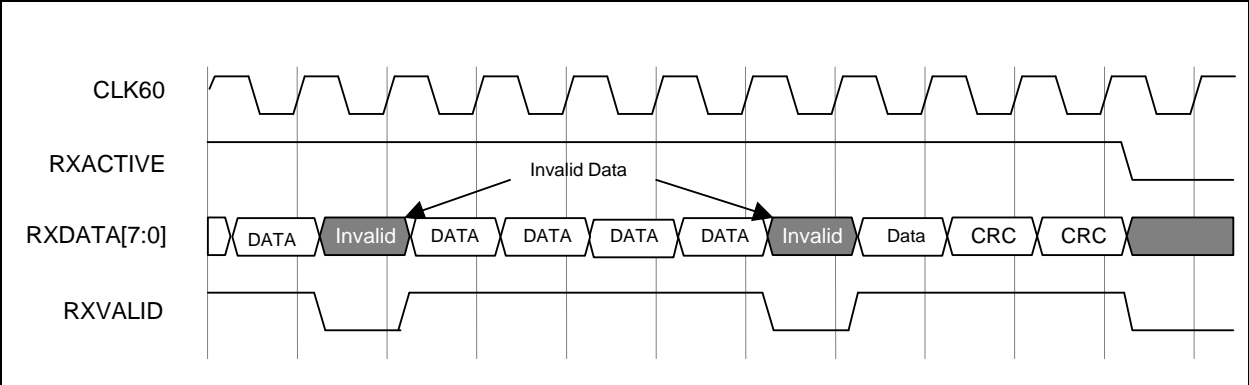 CLK60
RXACTIVE
Invalid Data
RXDATA[7:0] DATA Invalid DATA DATA DATA DATA Invalid Data CRC CRC
RXVALID